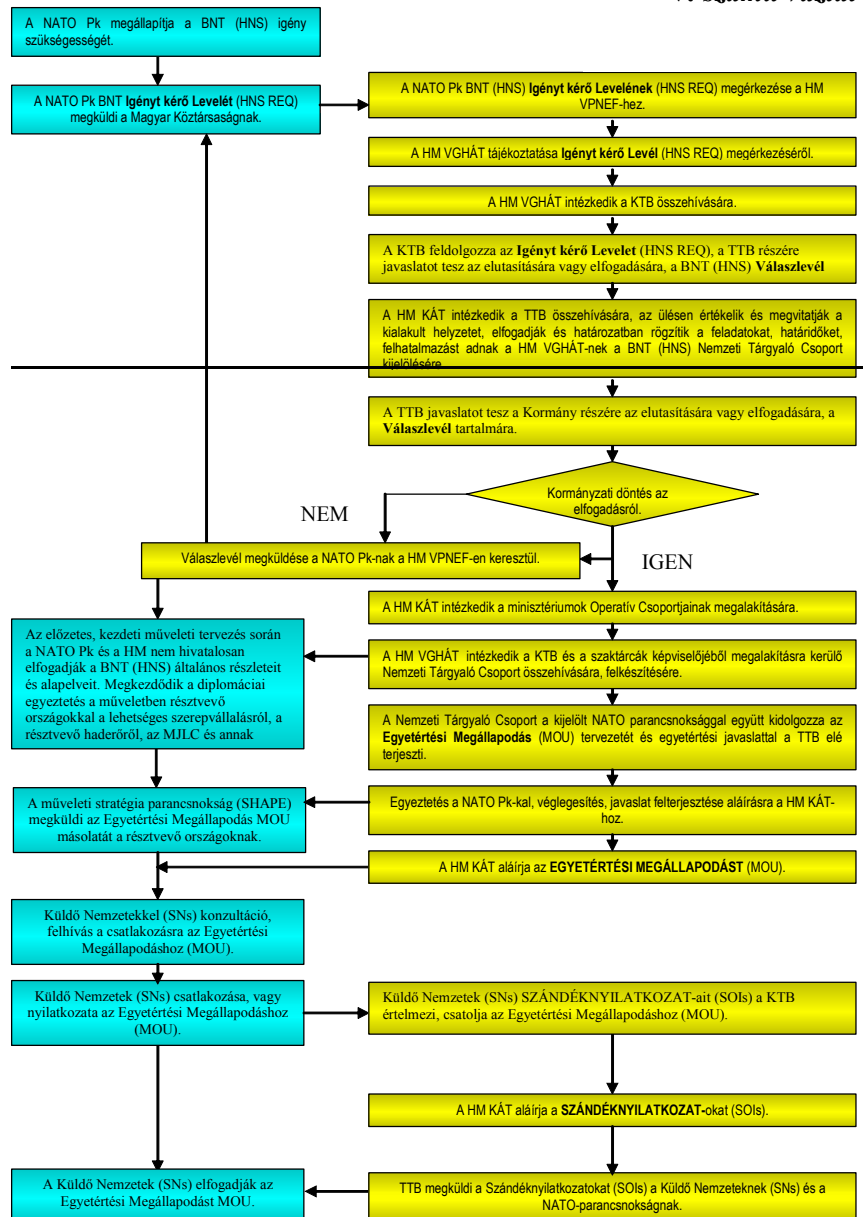 A NATO Pk megállapítja a BNT (HNS) igény
szükségességét.
A NATO Pk BNT Igényt kérő Levelét (HNS REQ)
megküldi a Magyar Köztársaságnak.
A NATO Pk BNT (HNS) Igényt kérő Levelének (HNS REQ) megérkezése a HM
VPNEF-hez.
A HM VGHÁT tájékoztatása Igényt kérő Levél (HNS REQ) megérkezéséről.
A HM VGHÁT intézkedik a KTB összehívására.
A KTB feldolgozza az Igényt kérő Levelet (HNS REQ), a TTB részére
javaslatot tesz az elutasítására vagy elfogadására, a BNT (HNS) Válaszlevél
A HM KÁT intézkedik a TTB összehívására, az ülésen értékelik és megvitatják a
kialakult helyzetet, elfogadják és határozatban rögzítik a feladatokat, határidőket,
felhatalmazást adnak a HM VGHÁT-nek a BNT (HNS) Nemzeti Tárgyaló Csoport
kijelölésére
A TTB javaslatot tesz a Kormány részére az elutasítására vagy elfogadására, a
Válaszlevél tartalmára.
Kormányzati döntés az
elfogadásról.
NEM
Válaszlevél megküldése a NATO Pk-nak a HM VPNEF-en keresztül.
IGEN
A HM KÁT intézkedik a minisztériumok Operatív Csoportjainak megalakítására.
Az előzetes, kezdeti műveleti tervezés során
a NATO Pk és a HM nem hivatalosan
elfogadják a BNT (HNS) általános részleteit
és alapelveit. Megkezdődik a diplomáciai
egyeztetés a műveletben résztvevő
országokkal a lehetséges szerepvállalásról, a
résztvevő haderőről, az MJLC és annak
A HM VGHÁT intézkedik a KTB és a szaktárcák képviselőjéből megalakításra kerülő
Nemzeti Tárgyaló Csoport összehívására, felkészítésére.
A Nemzeti Tárgyaló Csoport a kijelölt NATO parancsnoksággal együtt kidolgozza az
Egyetértési Megállapodás (MOU) tervezetét és egyetértési javaslattal a TTB elé
terjeszti.
A műveleti stratégia parancsnokság (SHAPE)
megküldi az Egyetértési Megállapodás MOU
másolatát a résztvevő országoknak.
Egyeztetés a NATO Pk-kal, véglegesítés, javaslat felterjesztése aláírásra a HM KÁT-
hoz.
A HM KÁT aláírja az EGYETÉRTÉSI MEGÁLLAPODÁST (MOU).
Küldő Nemzetekkel (SNs) konzultáció,
felhívás a csatlakozásra az Egyetértési
Megállapodáshoz (MOU).
Küldő Nemzetek (SNs) csatlakozása, vagy
nyilatkozata az Egyetértési Megállapodáshoz
(MOU).
Küldő Nemzetek (SNs) SZÁNDÉKNYILATKOZAT-ait (SOIs) a KTB
értelmezi, csatolja az Egyetértési Megállapodáshoz (MOU).
A HM KÁT aláírja a SZÁNDÉKNYILATKOZAT-okat (SOIs).
A Küldő Nemzetek (SNs) elfogadják az
Egyetértési Megállapodást MOU.
TTB megküldi a Szándéknyilatkozatokat (SOIs) a Küldő Nemzeteknek (SNs) és a
NATO-parancsnokságnak.